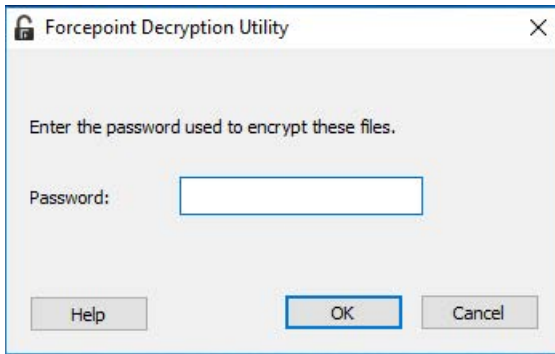 Forcepoint Decryption Utility
Enter the password used to encrypt these files.
Password:
Help OK Cancel